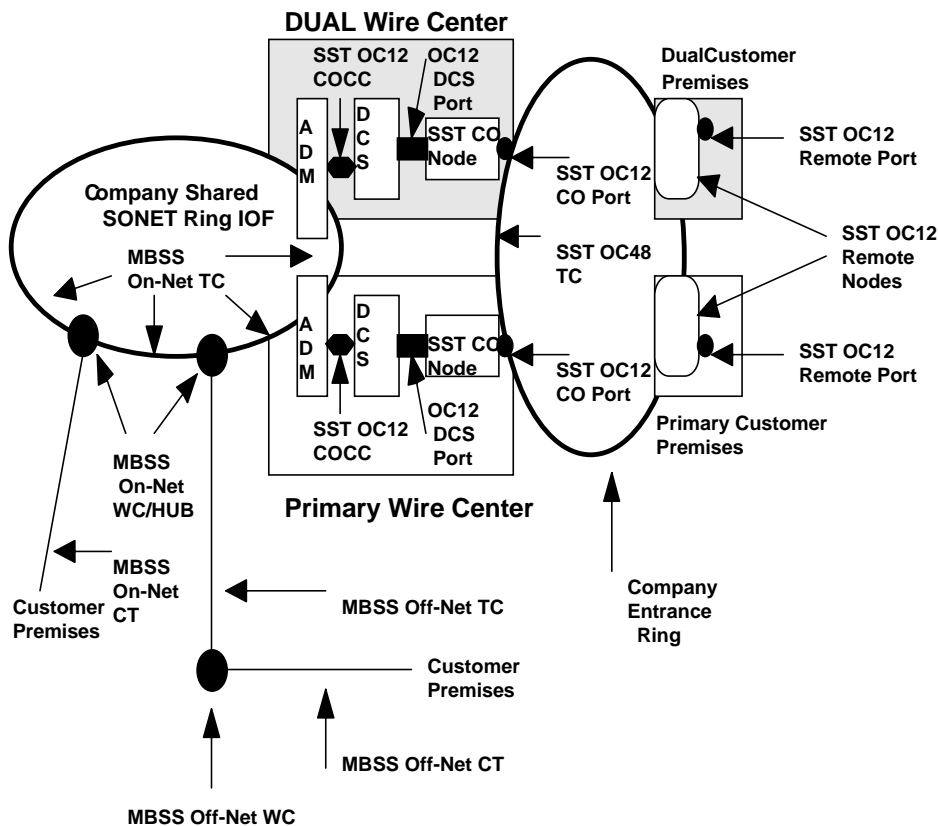 DUAL Wire Center
SST OC12
COCC
OC12
DCS
Port
DualCustomer
Premises
A
D
M
D
C
S
SST CO
Node
SST OC12
CO Port
SST OC12
Remote Port
Company Shared
SONET Ring IOF
MBSS
On-Net TC
SST OC48
TC
SST OC12
Remote
Nodes
A
D
M
D
C
S
SST CO
Node
SST OC12
CO Port
SST OC12
Remote Port
SST OC12
COCC
OC12
DCS
Port
Primary Customer
Premises
MBSS
On-Net
WC/HUB
Primary Wire Center
MBSS
On-Net
CT
Customer
Premises
MBSS Off-Net TC
Company
Entrance
Ring
Customer
Premises
MBSS Off-Net CT
MBSS Off-Net WC